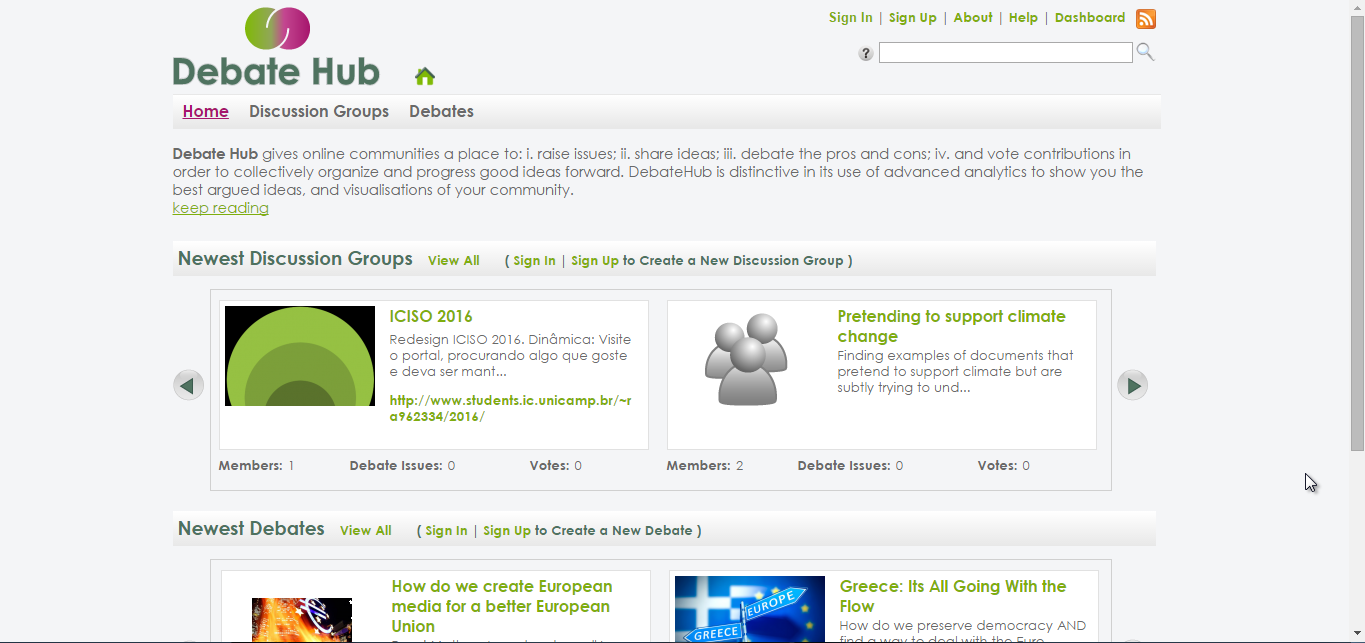 Sign In | Sign Up | About | Help | Dashboard
?
Debate Hub
Home Discussion Groups Debates
Debate Hub gives online communities a place to: i. raise issues; ii. share ideas; iii. debate the pros and cons; iv. and vote contributions in
order to collectively organize and progress good ideas forward. DebateHub is distinctive in its use of advanced analytics to show you the
best argued ideas, and visualisations of your community.
keep reading
Newest Discussion Groups View All ( Sign In | Sign Up to Create a New Discussion Group )
ICISO 2016
Redesign ICISO 2016. Dinâmica: Visite
o portal, procurando algo que goste
e deva ser mant...
http://www.students.ic.unicamp.br/~r
a962334/2016/
Members: 1 Debate Issues: 0 Votes: 0
Pretending to support climate
change
Finding examples of documents that
pretend to support climate but are
subtly trying to und...
Members: 2 Debate Issues: 0 Votes: 0
Newest Debates View All ( Sign In | Sign Up to Create a New Debate )
How do we create European
media for a better European
Union
EUROPE
GREECE
Greece: Its All Going With the
Flow
How do we preserve democracy AND
find a way to deal with the Euro